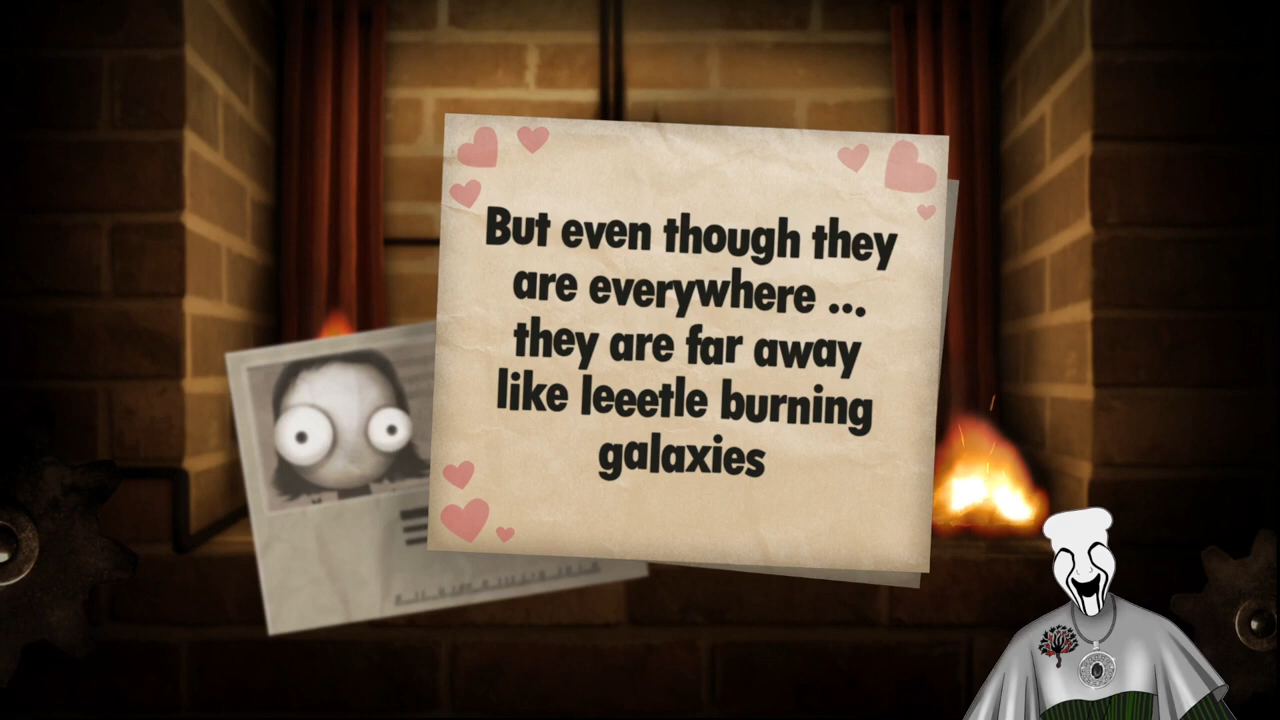 But even though they
are everywhere ...
they are far away
like leeetle burning
galaxies